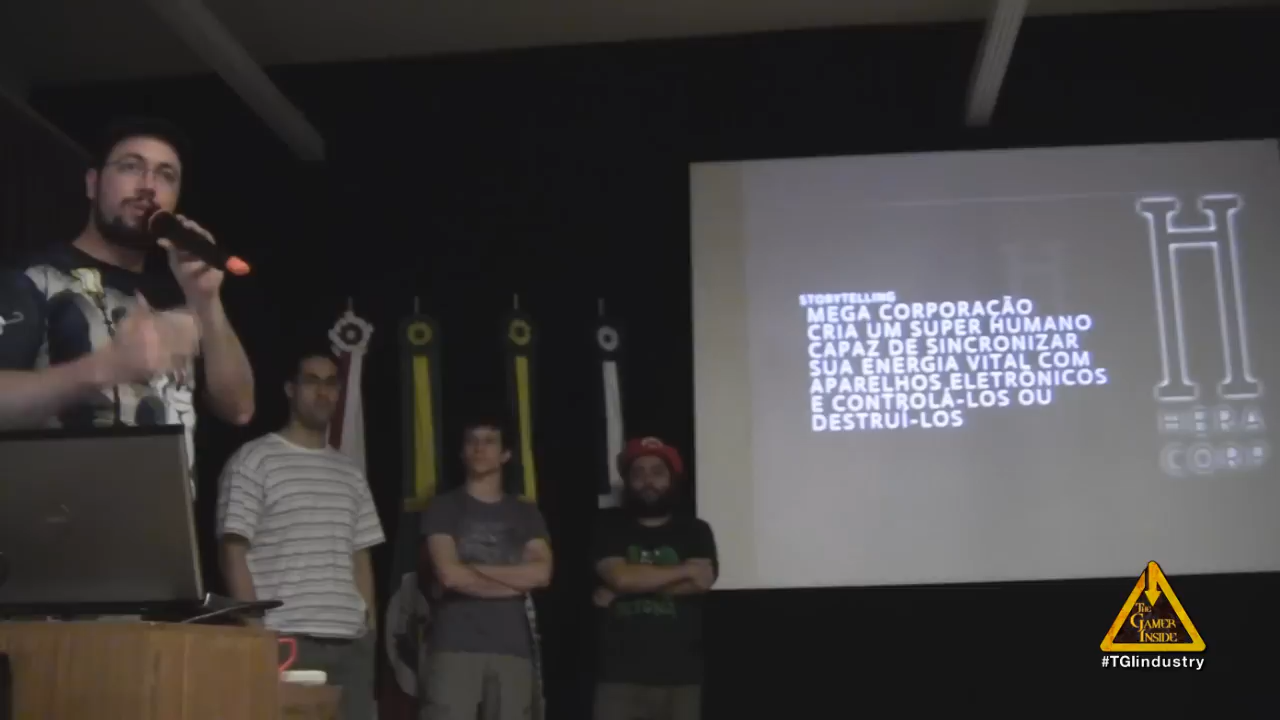 STORYTELLING
MEGA CORPORAÇÃO
CRIA UM SUPER HUMANO
CAPAZ DE SINCRONIZAR
SUA ENERGIA VITAL COM
APARELHOS ELETRÔNICOS
E CONTROLÁ-LOS OU
DESTRUÍ-LOS
H
HERA
CORP
THE
GAMER
INSIDE
#TGIindustry